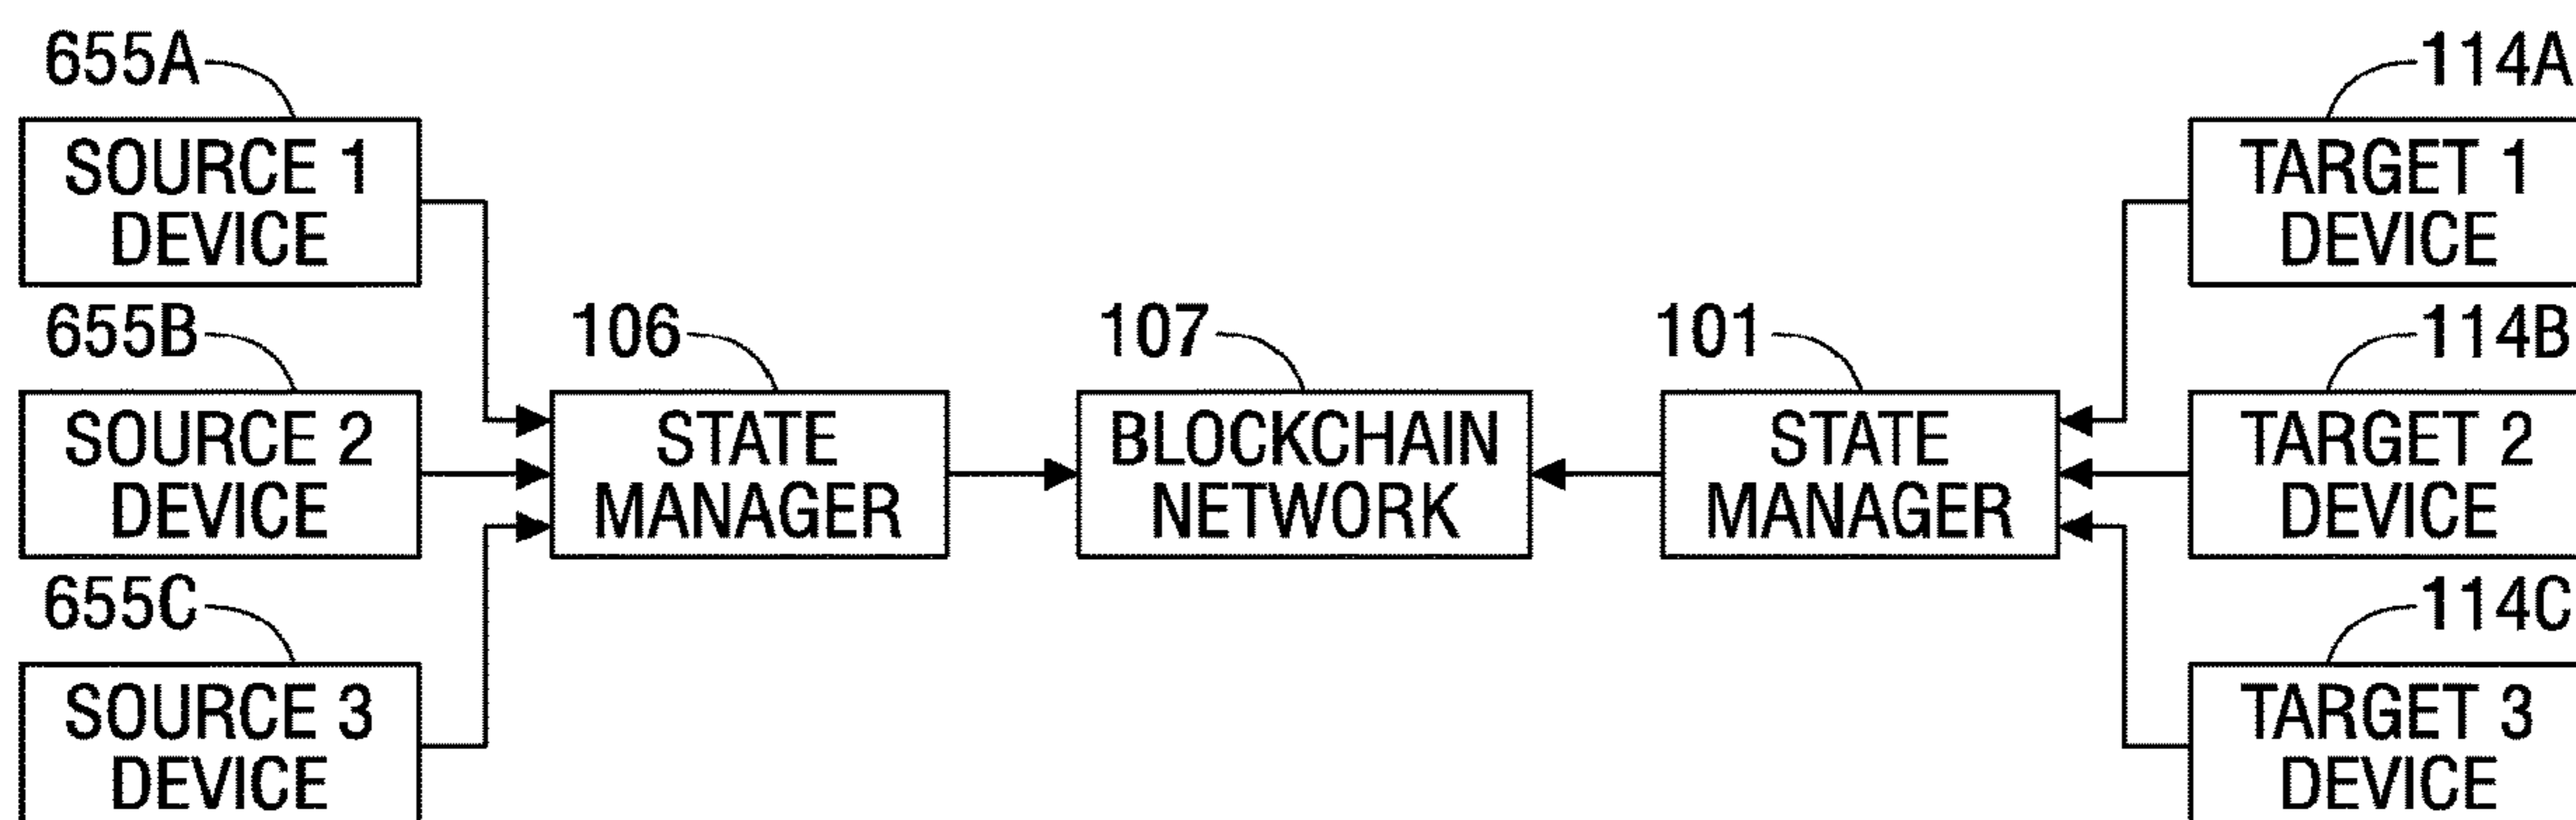 655A
SOURCE 1
DEVICE
655B
SOURCE 2
DEVICE
655C
SOURCE 3
DEVICE
106
STATE
MANAGER
107
BLOCKCHAIN
NETWORK
101
STATE
MANAGER
114A
TARGET 1
DEVICE
114B
TARGET 2
DEVICE
114C
TARGET 3
DEVICE